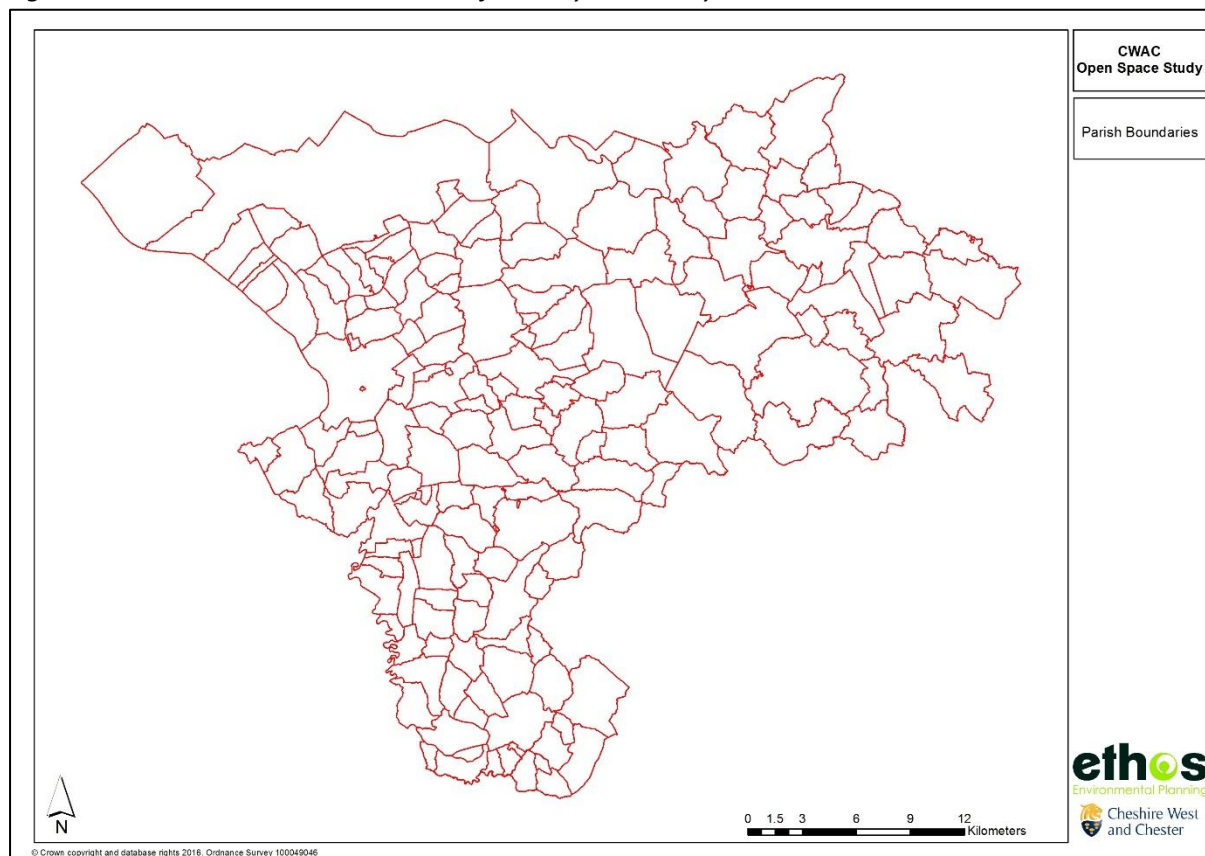 CWAC
Open Space Study
Parish Boundaries
N
0 1.5 3 6 9 12
Kilometers
ethos
Environmental Planning
Cheshire West
and Chester
© Crown copyright and database rights 2016. Ordnance Survey 100049046